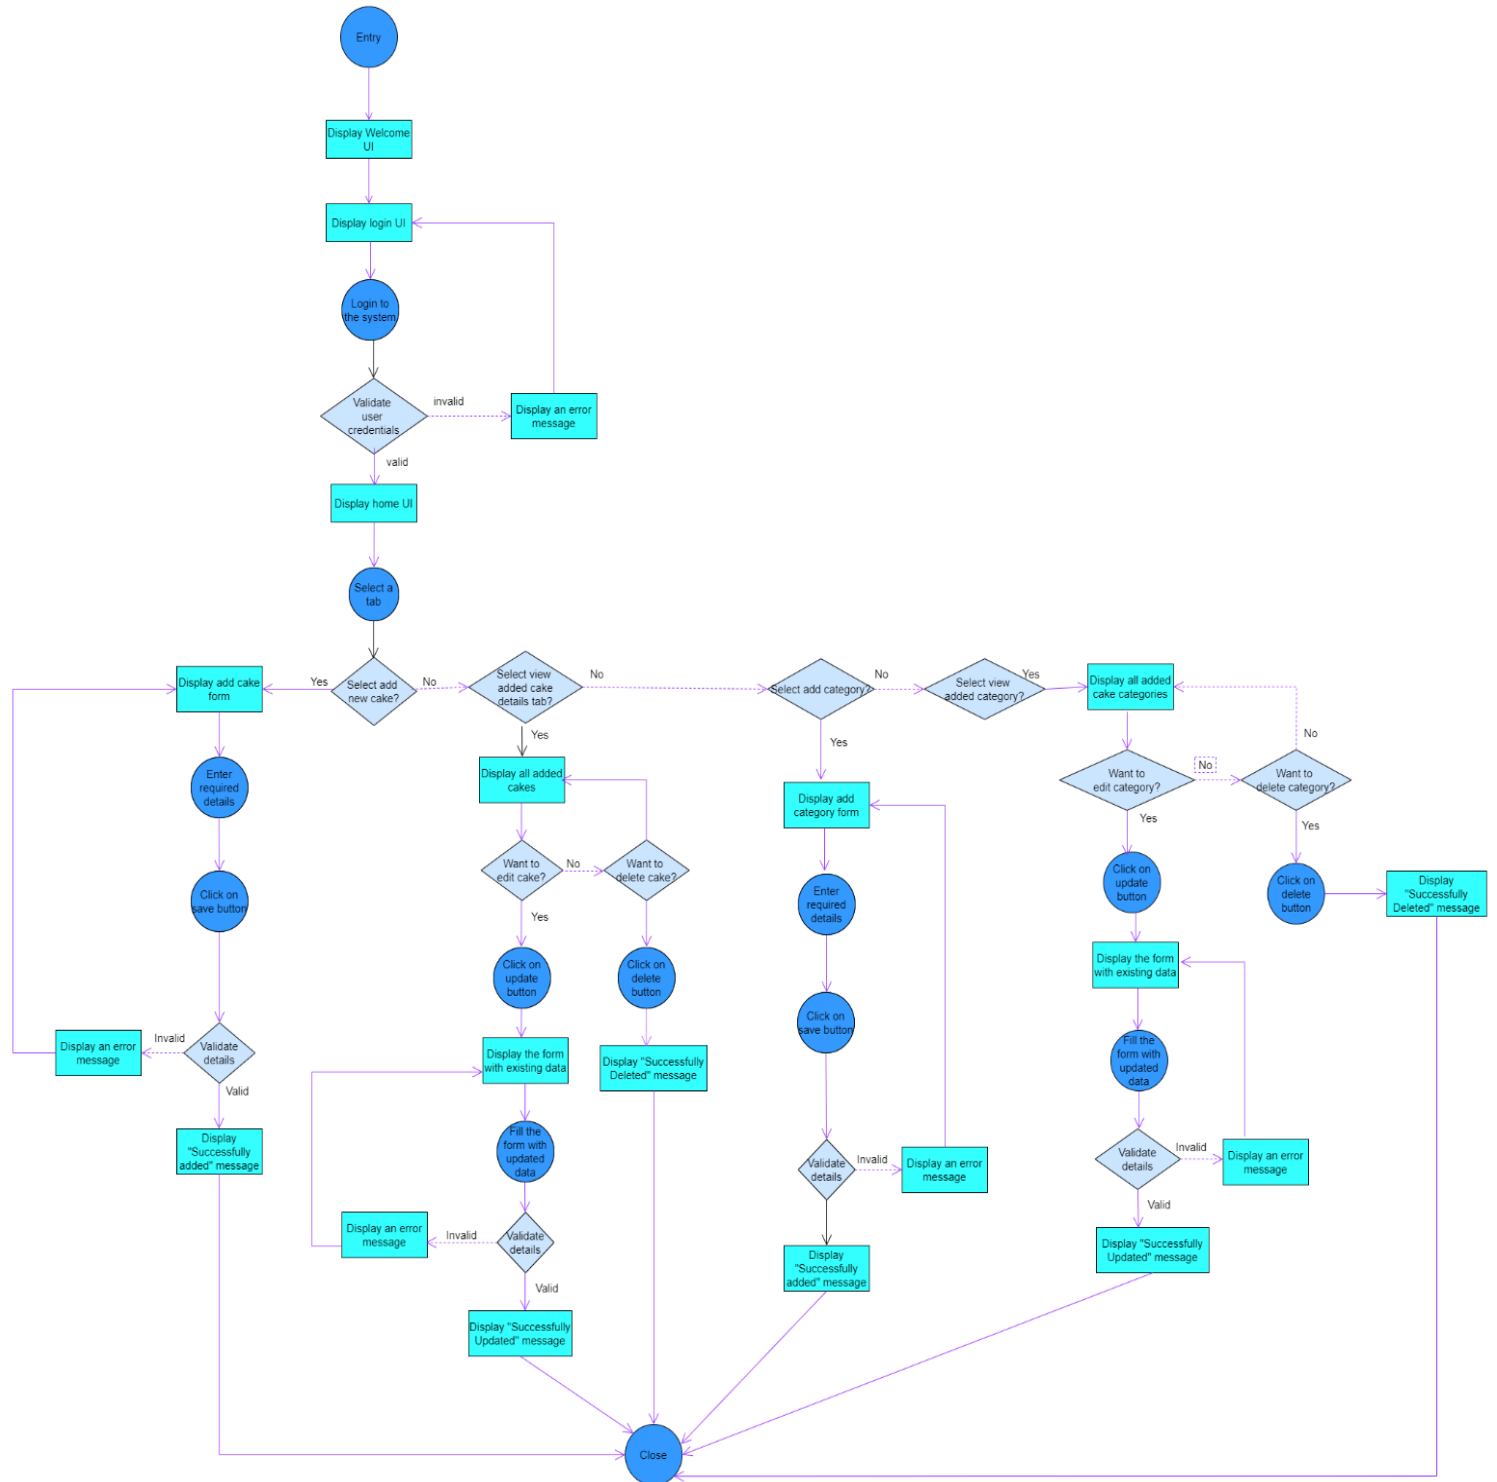 Entry
Display Welcome
UI
Display login UI
Login to
the system
Validate
user
credentials
invalid
Display an error
message
valid
Display home UI
Select a
tab
Select add
new cake?
Yes
Display add cake
form
Enter
required
details
Click on
save button
Validate
details
Invalid
Display an error
message
Valid
Display
"Successfully
added" message
No
Select view
added cake
details tab?
Yes
Display all added
cakes
Want to
edit cake?
No
Want to
delete cake?
Yes
Click on
update
button
Click on
delete
button
Display the form
with existing data
Display "Successfully
Deleted" message
Fill the
form with
updated
data
Validate
details
Invalid
Display an error
message
Valid
Display "Successfully
Updated" message
No
Select add category?
Yes
Display add
category form
Enter
required
details
Click on
save button
Validate
details
Invalid
Display an error
message
Display
"Successfully
added" message
No
Select view
added category?
Yes
Display all added
cake categories
Want to
edit category?
No
Want to
delete category?
No
Yes
Click on
update
button
Yes
Click on
delete
button
Display
"Successfully
Deleted" message
Display the form
with existing data
Fill the
form with
updated
data
Validate
details
Invalid
Display an error
message
Valid
Display "Successfully
Updated" message
Close